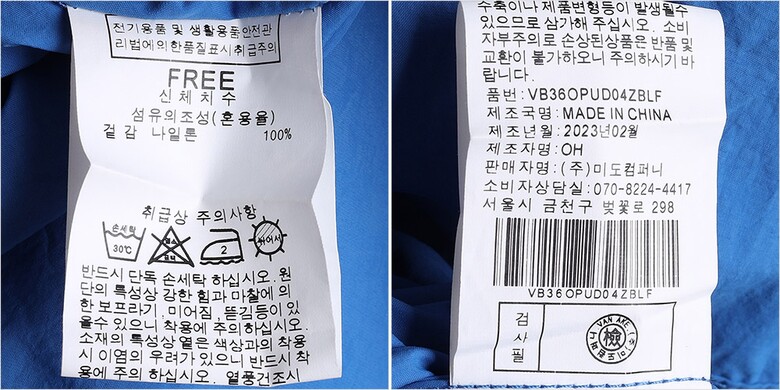 전기용품 및 생활용품안전관
리법에의한품질표시취급주의
FREE
신체치수
섬유의조성(혼용율)
겉감 나일론 100%
취급상 주의사항
손세탁
30℃
염소
표백
2
뉘어서
반드시 단독 손세탁 하십시오. 원
단의 특성상 강한 힘과 마찰에 의
한 보프라기, 미어짐, 뜯김등이 있
을수 있으니 착용에 주의하십시오.
소재의 특성상 옅은 색상과의 착용
시 이염의 우려가 있으니 반드시 착
용에 주의 하십시오. 열풍건조시
수축이나 제품변형등이 발생될수
있으므로 삼가해 주십시오. 소비
자부주의로 손상된상품은 반품 및
교환이 불가하오니 주의하시기 바
랍니다.
품번: VB36OPUD04ZBLF
제조국명: MADE IN CHINA
제조년월: 2023년02월
제조자명: OH
판매자명: (주)미도컴퍼니
소비자상담실: 070-8224-4417
서울시 금천구 벚꽃로 298
VB36OPUD04ZBLF
검
사
필
VAN AKE
檢